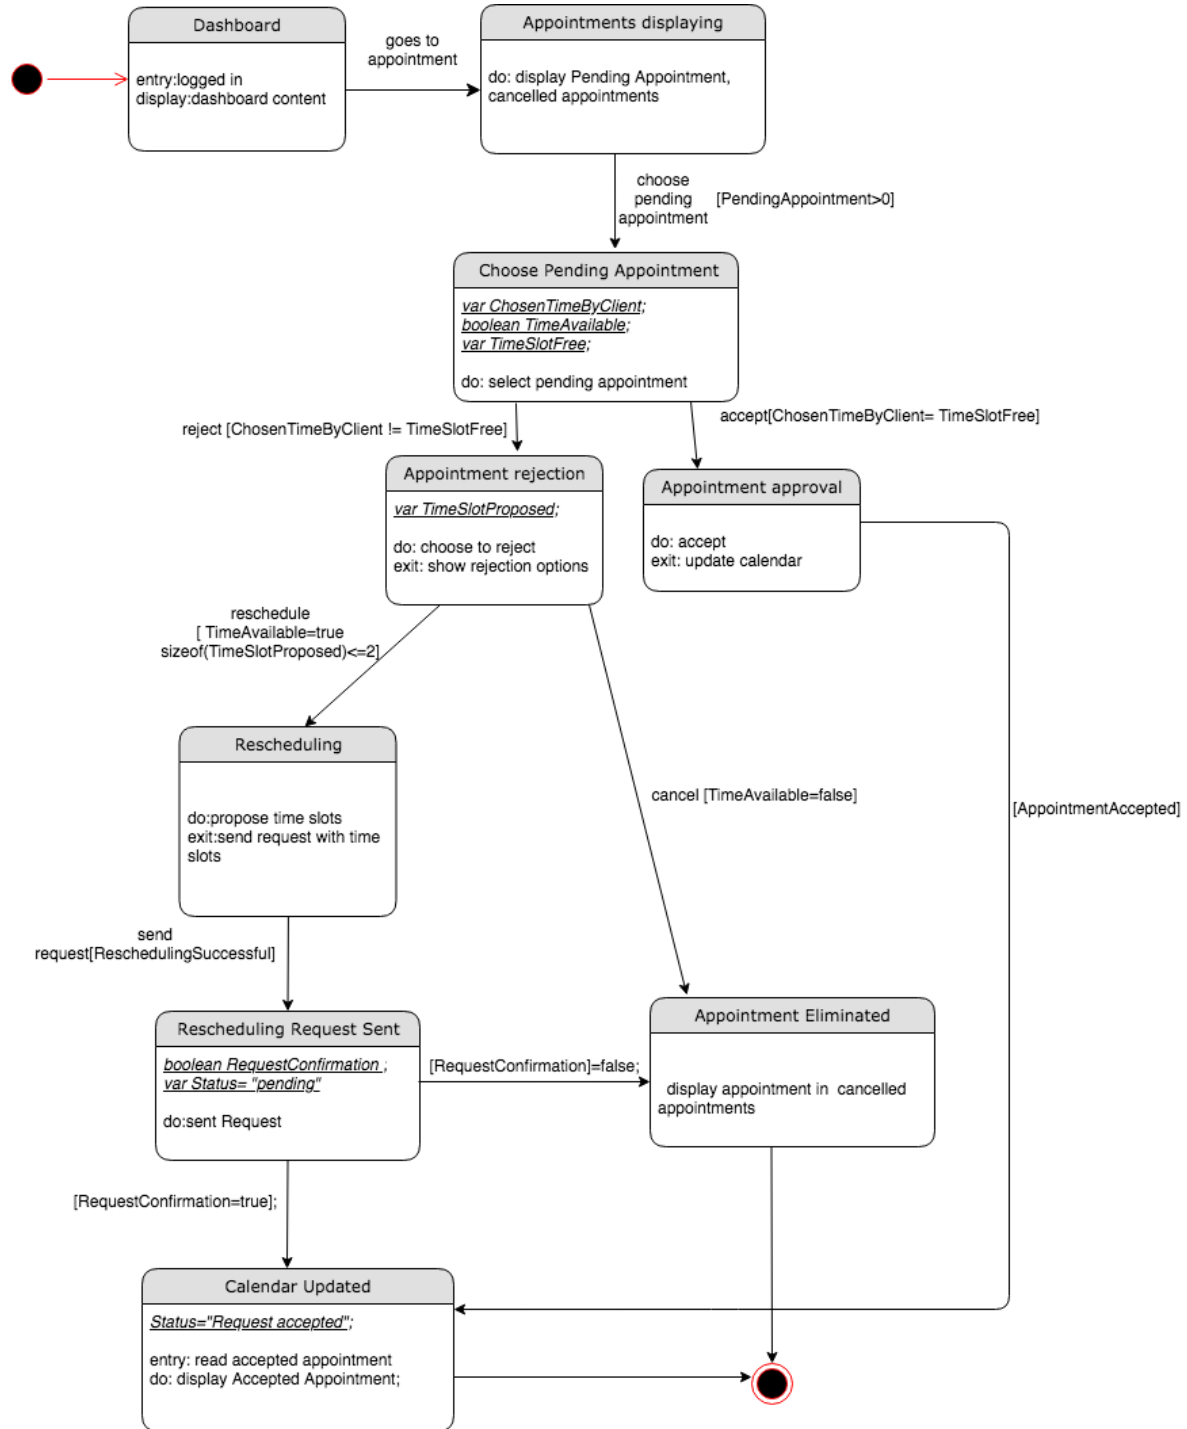 Dashboard
entry:logged in
display:dashboard content
goes to
appointment
Appointments displaying
do: display Pending Appointment,
cancelled appointments
choose
pending
appointment
[PendingAppointment>0]
Choose Pending Appointment
var ChosenTimeByClient;
boolean TimeAvailable;
var TimeSlotFree;
do: select pending appointment
reject [ChosenTimeByClient != TimeSlotFree]
accept[ChosenTimeByClient= TimeSlotFree]
Appointment rejection
var TimeSlotProposed;
do: choose to reject
exit: show rejection options
Appointment approval
do: accept
exit: update calendar
reschedule
[ TimeAvailable=true
sizeof(TimeSlotProposed)<=2]
Rescheduling
do:propose time slots
exit:send request with time
slots
cancel [TimeAvailable=false]
[AppointmentAccepted]
send
request[ReschedulingSuccessful]
Rescheduling Request Sent
boolean RequestConfirmation ;
var Status= "pending"
do:sent Request
[RequestConfirmation]=false;
Appointment Eliminated
display appointment in cancelled
appointments
[RequestConfirmation=true];
Calendar Updated
Status="Request accepted";
entry: read accepted appointment
do: display Accepted Appointment;